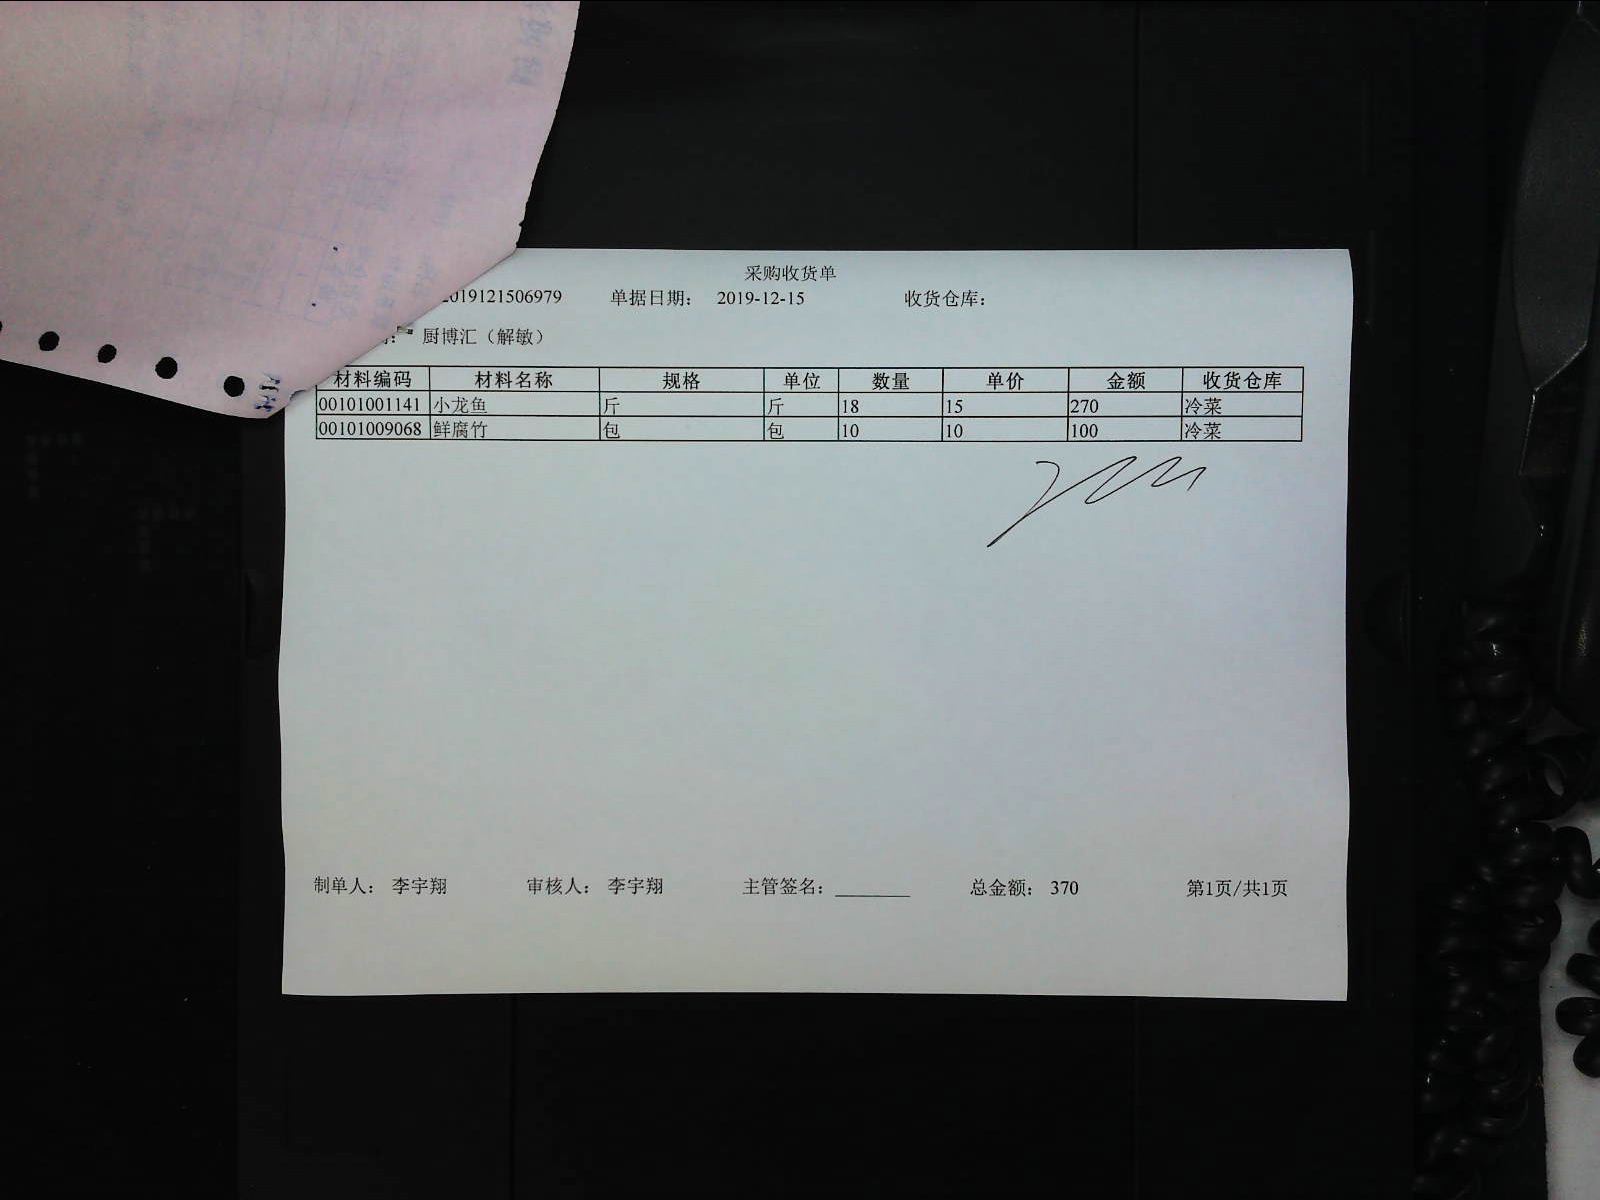 采购收货单
2019121506979 单据日期： 2019-12-15 收货仓库：
厨博汇（解敏）
材料编码 材料名称 规格 单位 数量 单价 金额 收货仓库
00101001141 小龙鱼 斤 斤 18 15 270 冷菜
00101009068 鲜腐竹 包 包 10 10 100 冷菜
制单人： 李宇翔 审核人： 李宇翔 主管签名： 总金额： 370 第1页/共1页